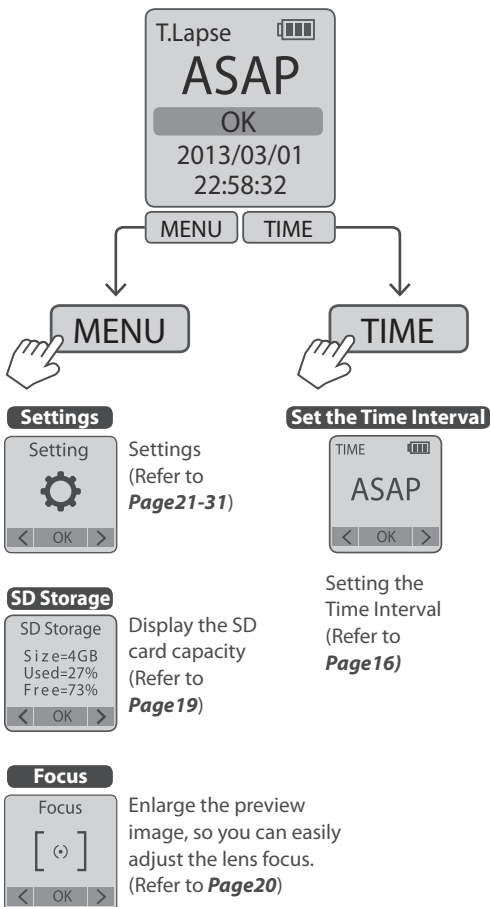 T.Lapse
ASAP
OK
2013/03/01
22:58:32
MENU TIME
MENU
TIME
Settings
Setting
< OK >
Settings
(Refer to
Page21-31)
Set the Time Interval
TIME
ASAP
< OK >
Setting the
Time Interval
(Refer to
Page16)
SD Storage
SD Storage
Size=4GB
Used=27%
Free=73%
< OK >
Display the SD
card capacity
(Refer to
Page19)
Focus
Focus
< OK >
Enlarge the preview
image, so you can easily
adjust the lens focus.
(Refer to Page20)